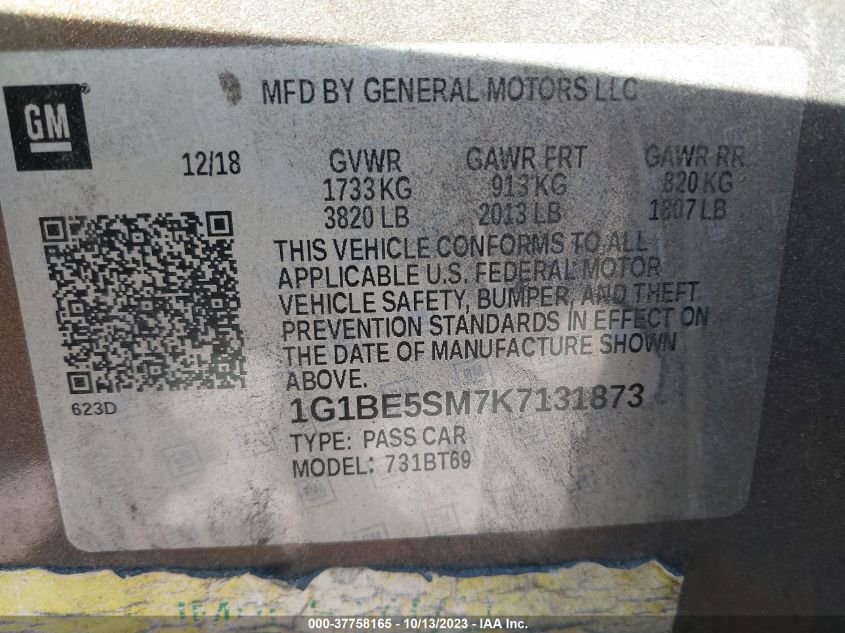 MFD BY GENERAL MOTORS LLC
GM®
12/18 GVWR GAWR FRT GAWR RR
1733 KG 913 KG 820 KG
3820 LB 2013 LB 1807 LB
THIS VEHICLE CONFORMS TO ALL
APPLICABLE U.S. FEDERAL MOTOR
VEHICLE SAFETY, BUMPER, AND THEFT
PREVENTION STANDARDS IN EFFECT ON
THE DATE OF MANUFACTURE SHOWN
ABOVE.
623D
1G1BE5SM7K7131873
TYPE: PASS CAR
MODEL: 731BT69
000-37758165 - 10/13/2023 - IAA Inc.